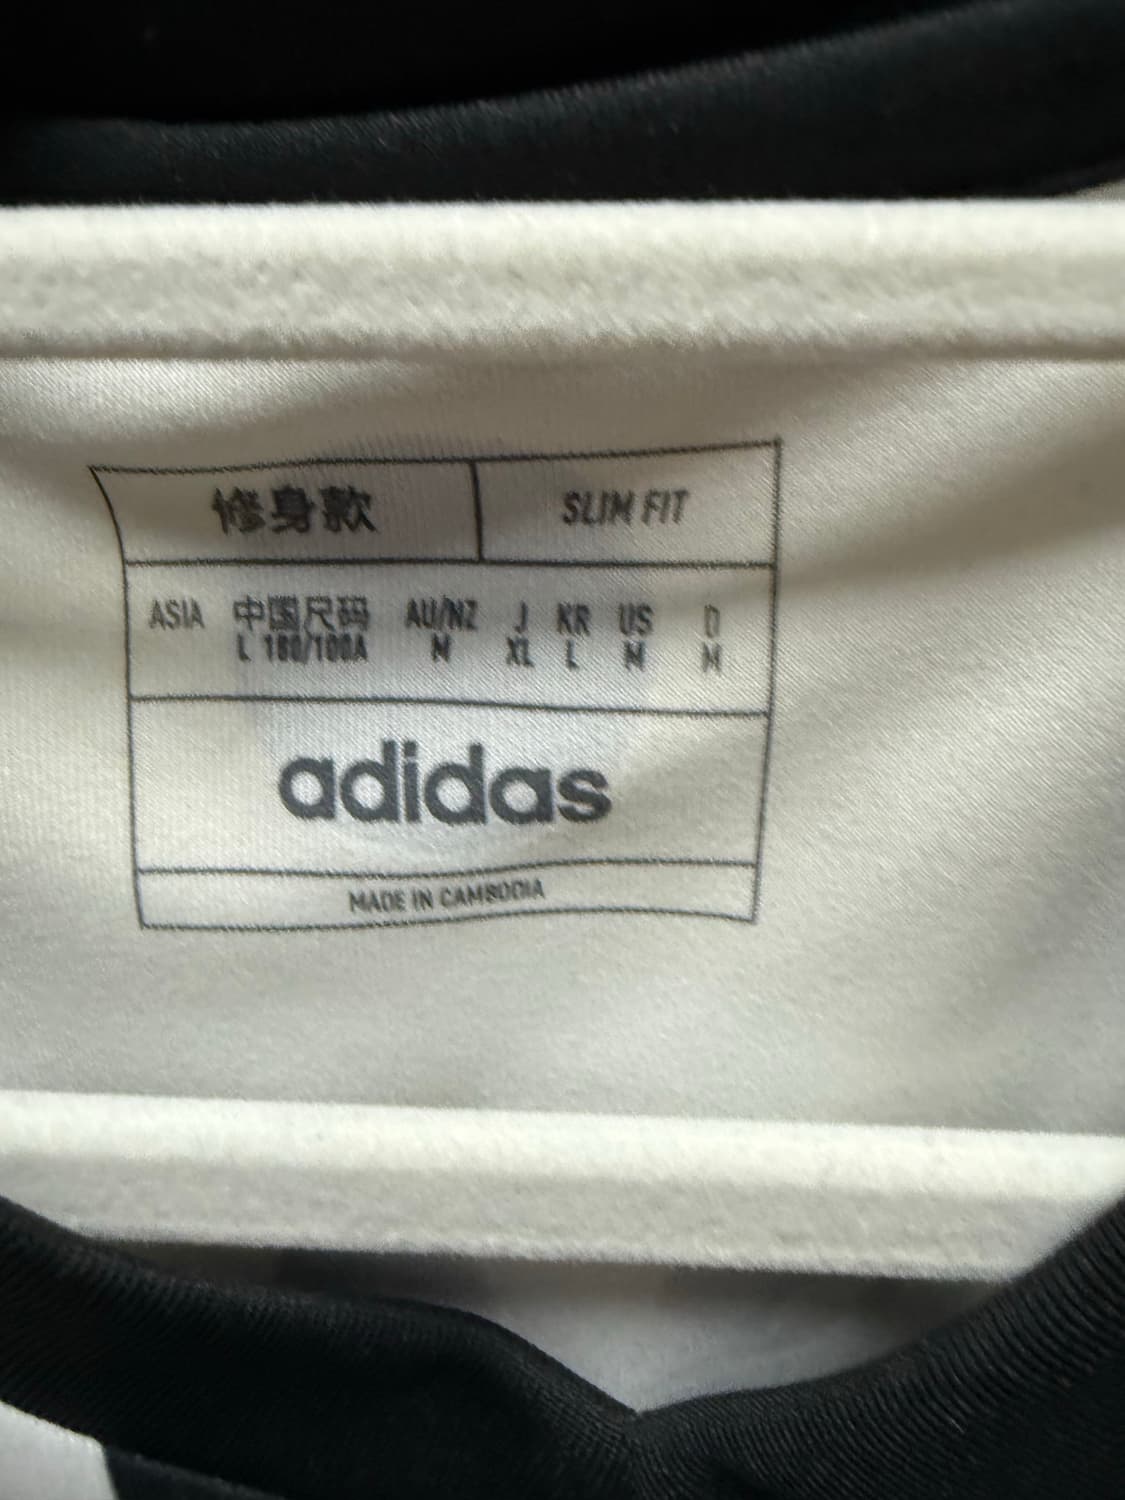 修身款 SLIM FIT
ASIA 中国尺码 AU/NZ J KR US D
L 180/100A M XL L M M
adidas
MADE IN CAMBODIA